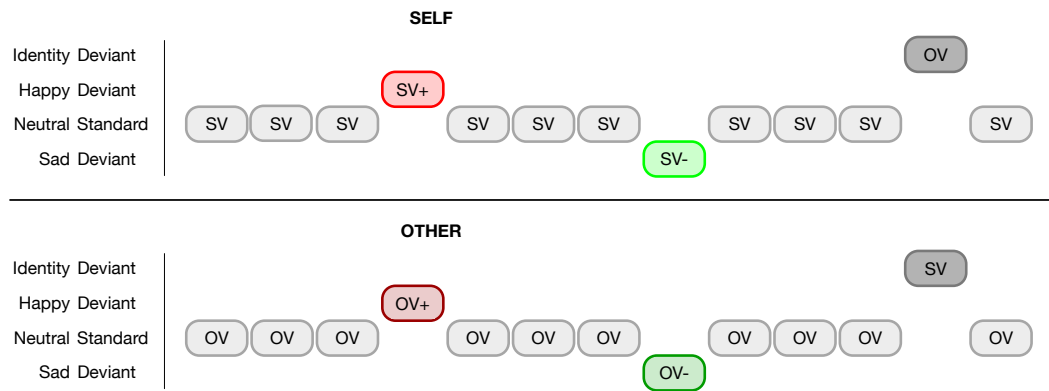 SELF
Identity Deviant OV
Happy Deviant SV+
Neutral Standard SV SV SV SV SV SV SV SV SV SV
Sad Deviant SV-
OTHER
Identity Deviant SV
Happy Deviant OV+
Neutral Standard OV OV OV OV OV OV OV OV OV OV
Sad Deviant OV-